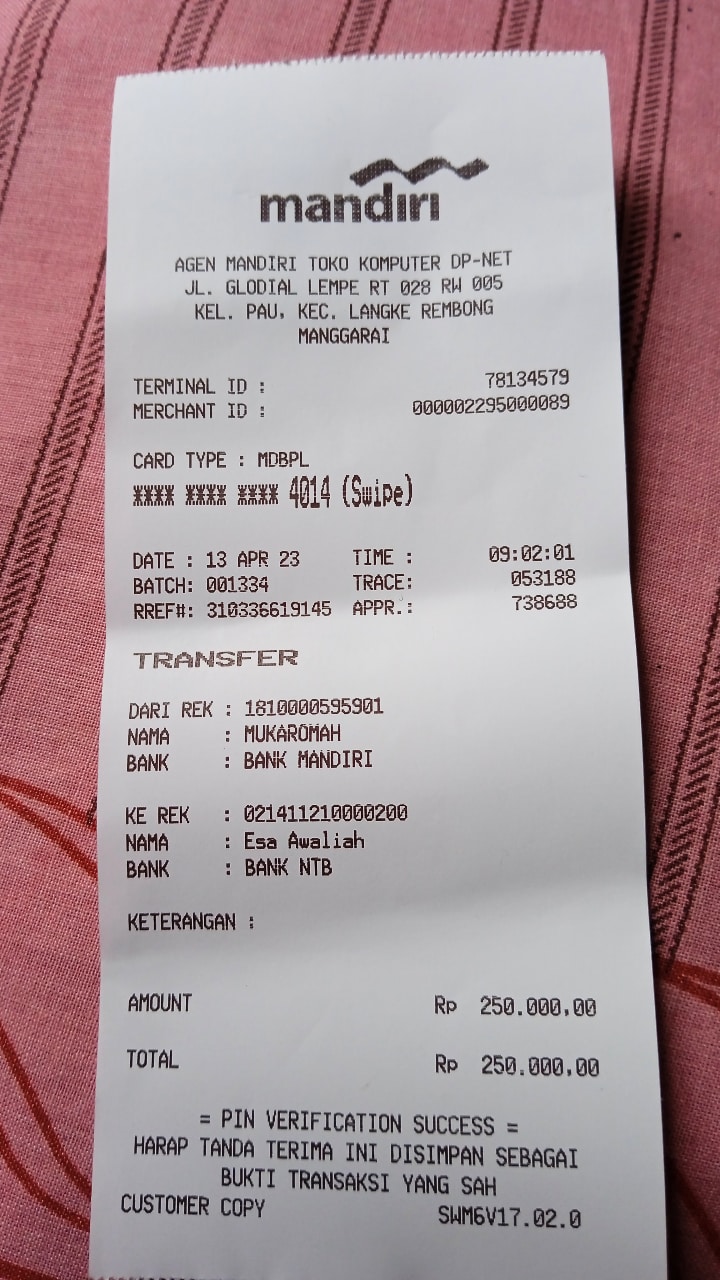 mandiri
AGEN MANDIRI TOKO KOMPUTER DP-NET
JL. GLODIAL LEMPE RT 028 RW 005
KEL. PAU, KEC. LANGKE REMBONG
MANGGARAI
TERMINAL ID : 78134579
MERCHANT ID : 000002295000089
CARD TYPE : MDBPL
**** **** **** 4014 (Swipe)
DATE : 13 APR 23 TIME : 09:02:01
BATCH: 001334 TRACE: 053188
RREF#: 310336619145 APPR.: 738688
TRANSFER
DARI REK : 1810000595901
NAMA : MUKAROMAH
BANK : BANK MANDIRI
KE REK : 021411210000200
NAMA : Esa Awaliah
BANK : BANK NTB
KETERANGAN :
AMOUNT Rp 250.000,00
TOTAL Rp 250.000,00
= PIN VERIFICATION SUCCESS =
HARAP TANDA TERIMA INI DISIMPAN SEBAGAI
BUKTI TRANSAKSI YANG SAH
CUSTOMER COPY SWM6V17.02.0